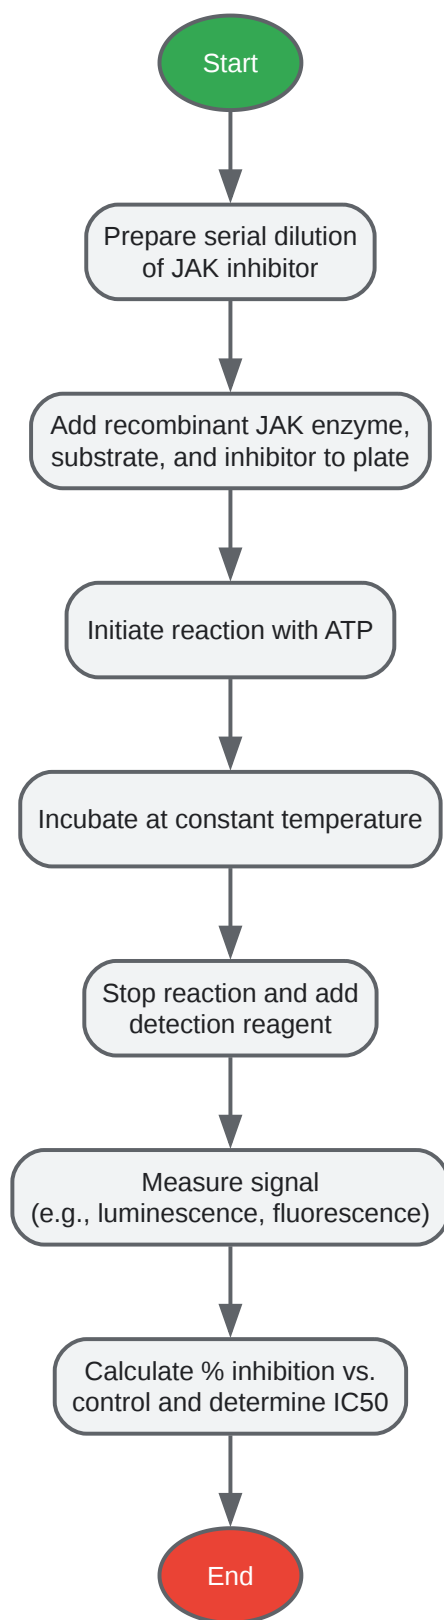 Start
Prepare serial dilution
of JAK inhibitor
Add recombinant JAK enzyme,
substrate, and inhibitor to plate
Initiate reaction with ATP
Incubate at constant temperature
Stop reaction and add
detection reagent
Measure signal
(e.g., luminescence, fluorescence)
Calculate % inhibition vs.
control and determine IC50
End